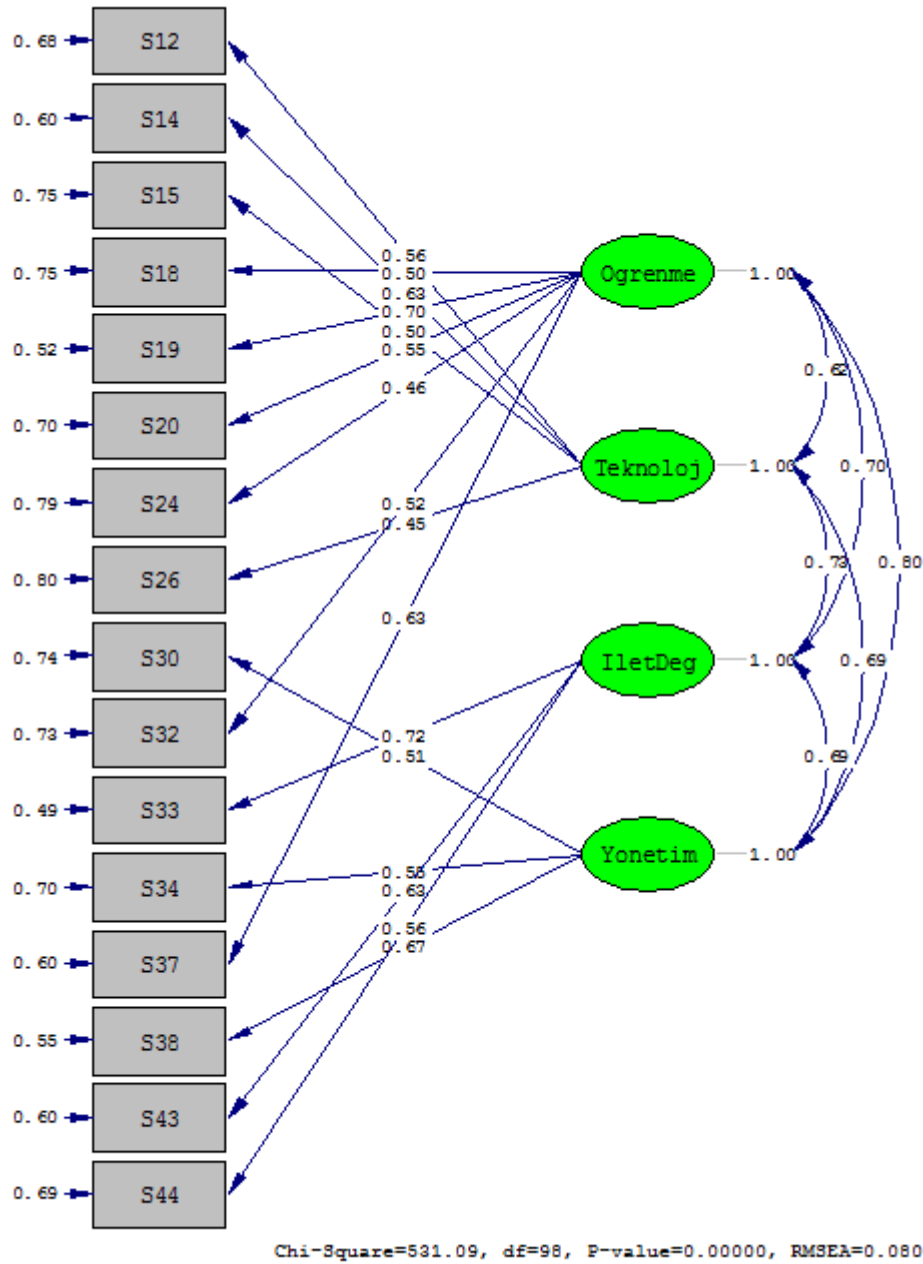 0.68 S12
0.60 S14
0.75 S15
0.56
0.75 S18 0.50 Ogrenme 1.00
0.63
0.70
0.50
0.52 S19 0.55
0.62
0.46
0.70 S20
Teknoloj 1.00 0.70
0.79 S24 0.52
0.45
0.73 0.80
0.80 S26
0.63
0.74 S30 IletDeg 1.00 0.69
0.73 S32 0.72
0.51 0.69
0.49 S33
Yonetim 1.00
0.70 S34 0.55
0.63
0.56
0.67
0.60 S37
0.55 S38
0.60 S43
0.69 S44
Chi-Square=531.09, df=98, P-value=0.00000, RMSEA=0.080